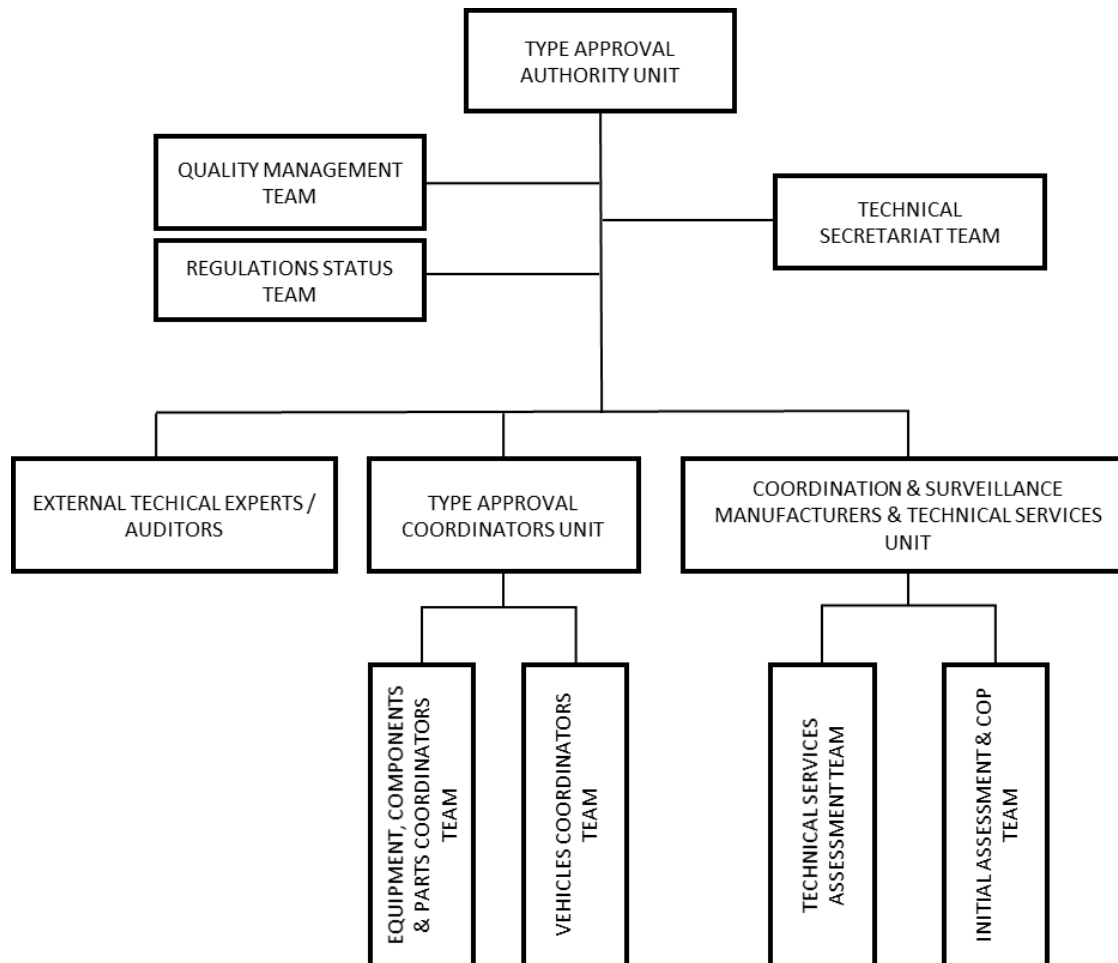 TYPE APPROVAL
AUTHORITY UNIT
QUALITY MANAGEMENT
TEAM
TECHNICAL
SECRETARIAT TEAM
REGULATIONS STATUS
TEAM
EXTERNAL TECHICAL EXPERTS /
AUDITORS
TYPE APPROVAL
COORDINATORS UNIT
COORDINATION & SURVEILLANCE
MANUFACTURERS & TECHNICAL SERVICES
UNIT
EQUIPMENT, COMPONENTS
& PARTS COORDINATORS
TEAM
VEHICLES COORDINATORS
TEAM
TECHNICAL SERVICES
ASSESSMENT TEAM
INITIAL ASSESSMENT & COP
TEAM